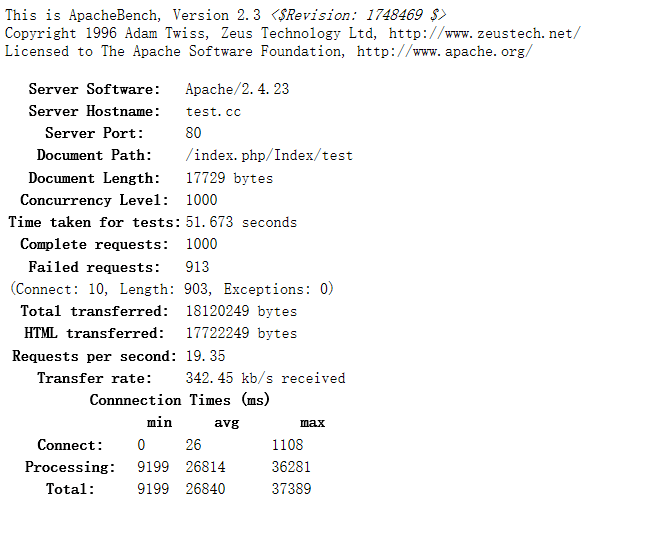 This is ApacheBench, Version 2.3 <$Revision: 1748469 $>
Copyright 1996 Adam Twiss, Zeus Technology Ltd, http://www.zeustech.net/
Licensed to The Apache Software Foundation, http://www.apache.org/
Server Software: Apache/2.4.23
Server Hostname: test.cc
Server Port: 80
Document Path: /index.php/Index/test
Document Length: 17729 bytes
Concurrency Level: 1000
Time taken for tests: 51.673 seconds
Complete requests: 1000
Failed requests: 913
(Connect: 10, Length: 903, Exceptions: 0)
Total transferred: 18120249 bytes
HTML transferred: 17722249 bytes
Requests per second: 19.35
Transfer rate: 342.45 kb/s received
Connnection Times (ms)
min avg max
Connect: 0 26 1108
Processing: 9199 26814 36281
Total: 9199 26840 37389